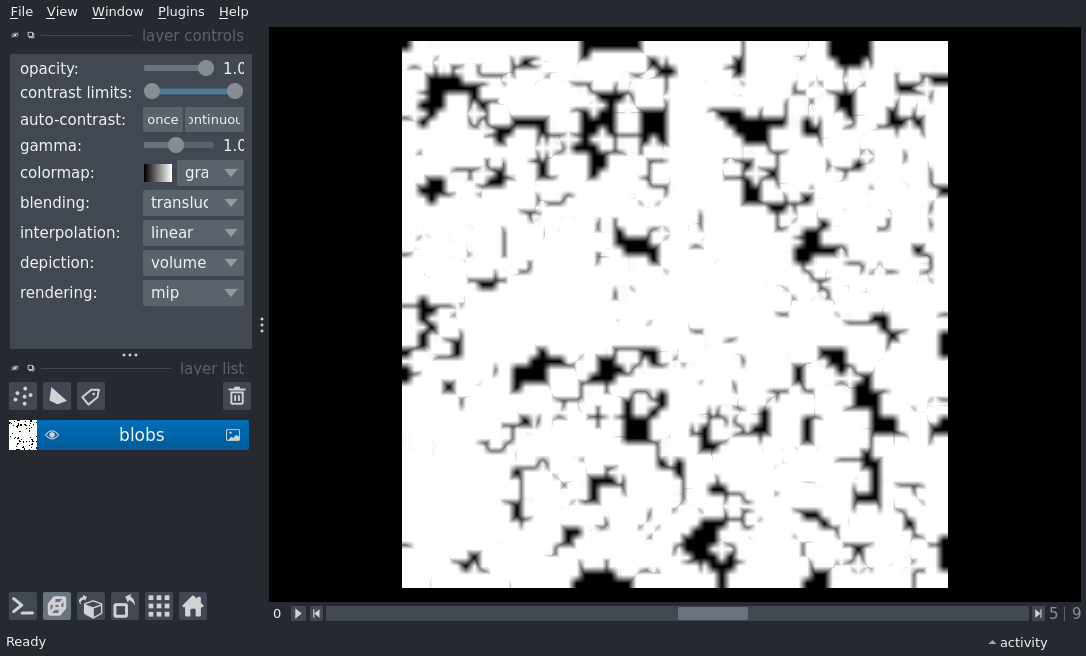 File View Window Plugins Help
layer controls
opacity: 1.0
contrast limits:
auto-contrast: once ontinuou
gamma: 1.0
colormap: gra
blending: transluc
interpolation: linear
depiction: volume
rendering: mip
layer list
blobs
0 5 | 9
Ready activity